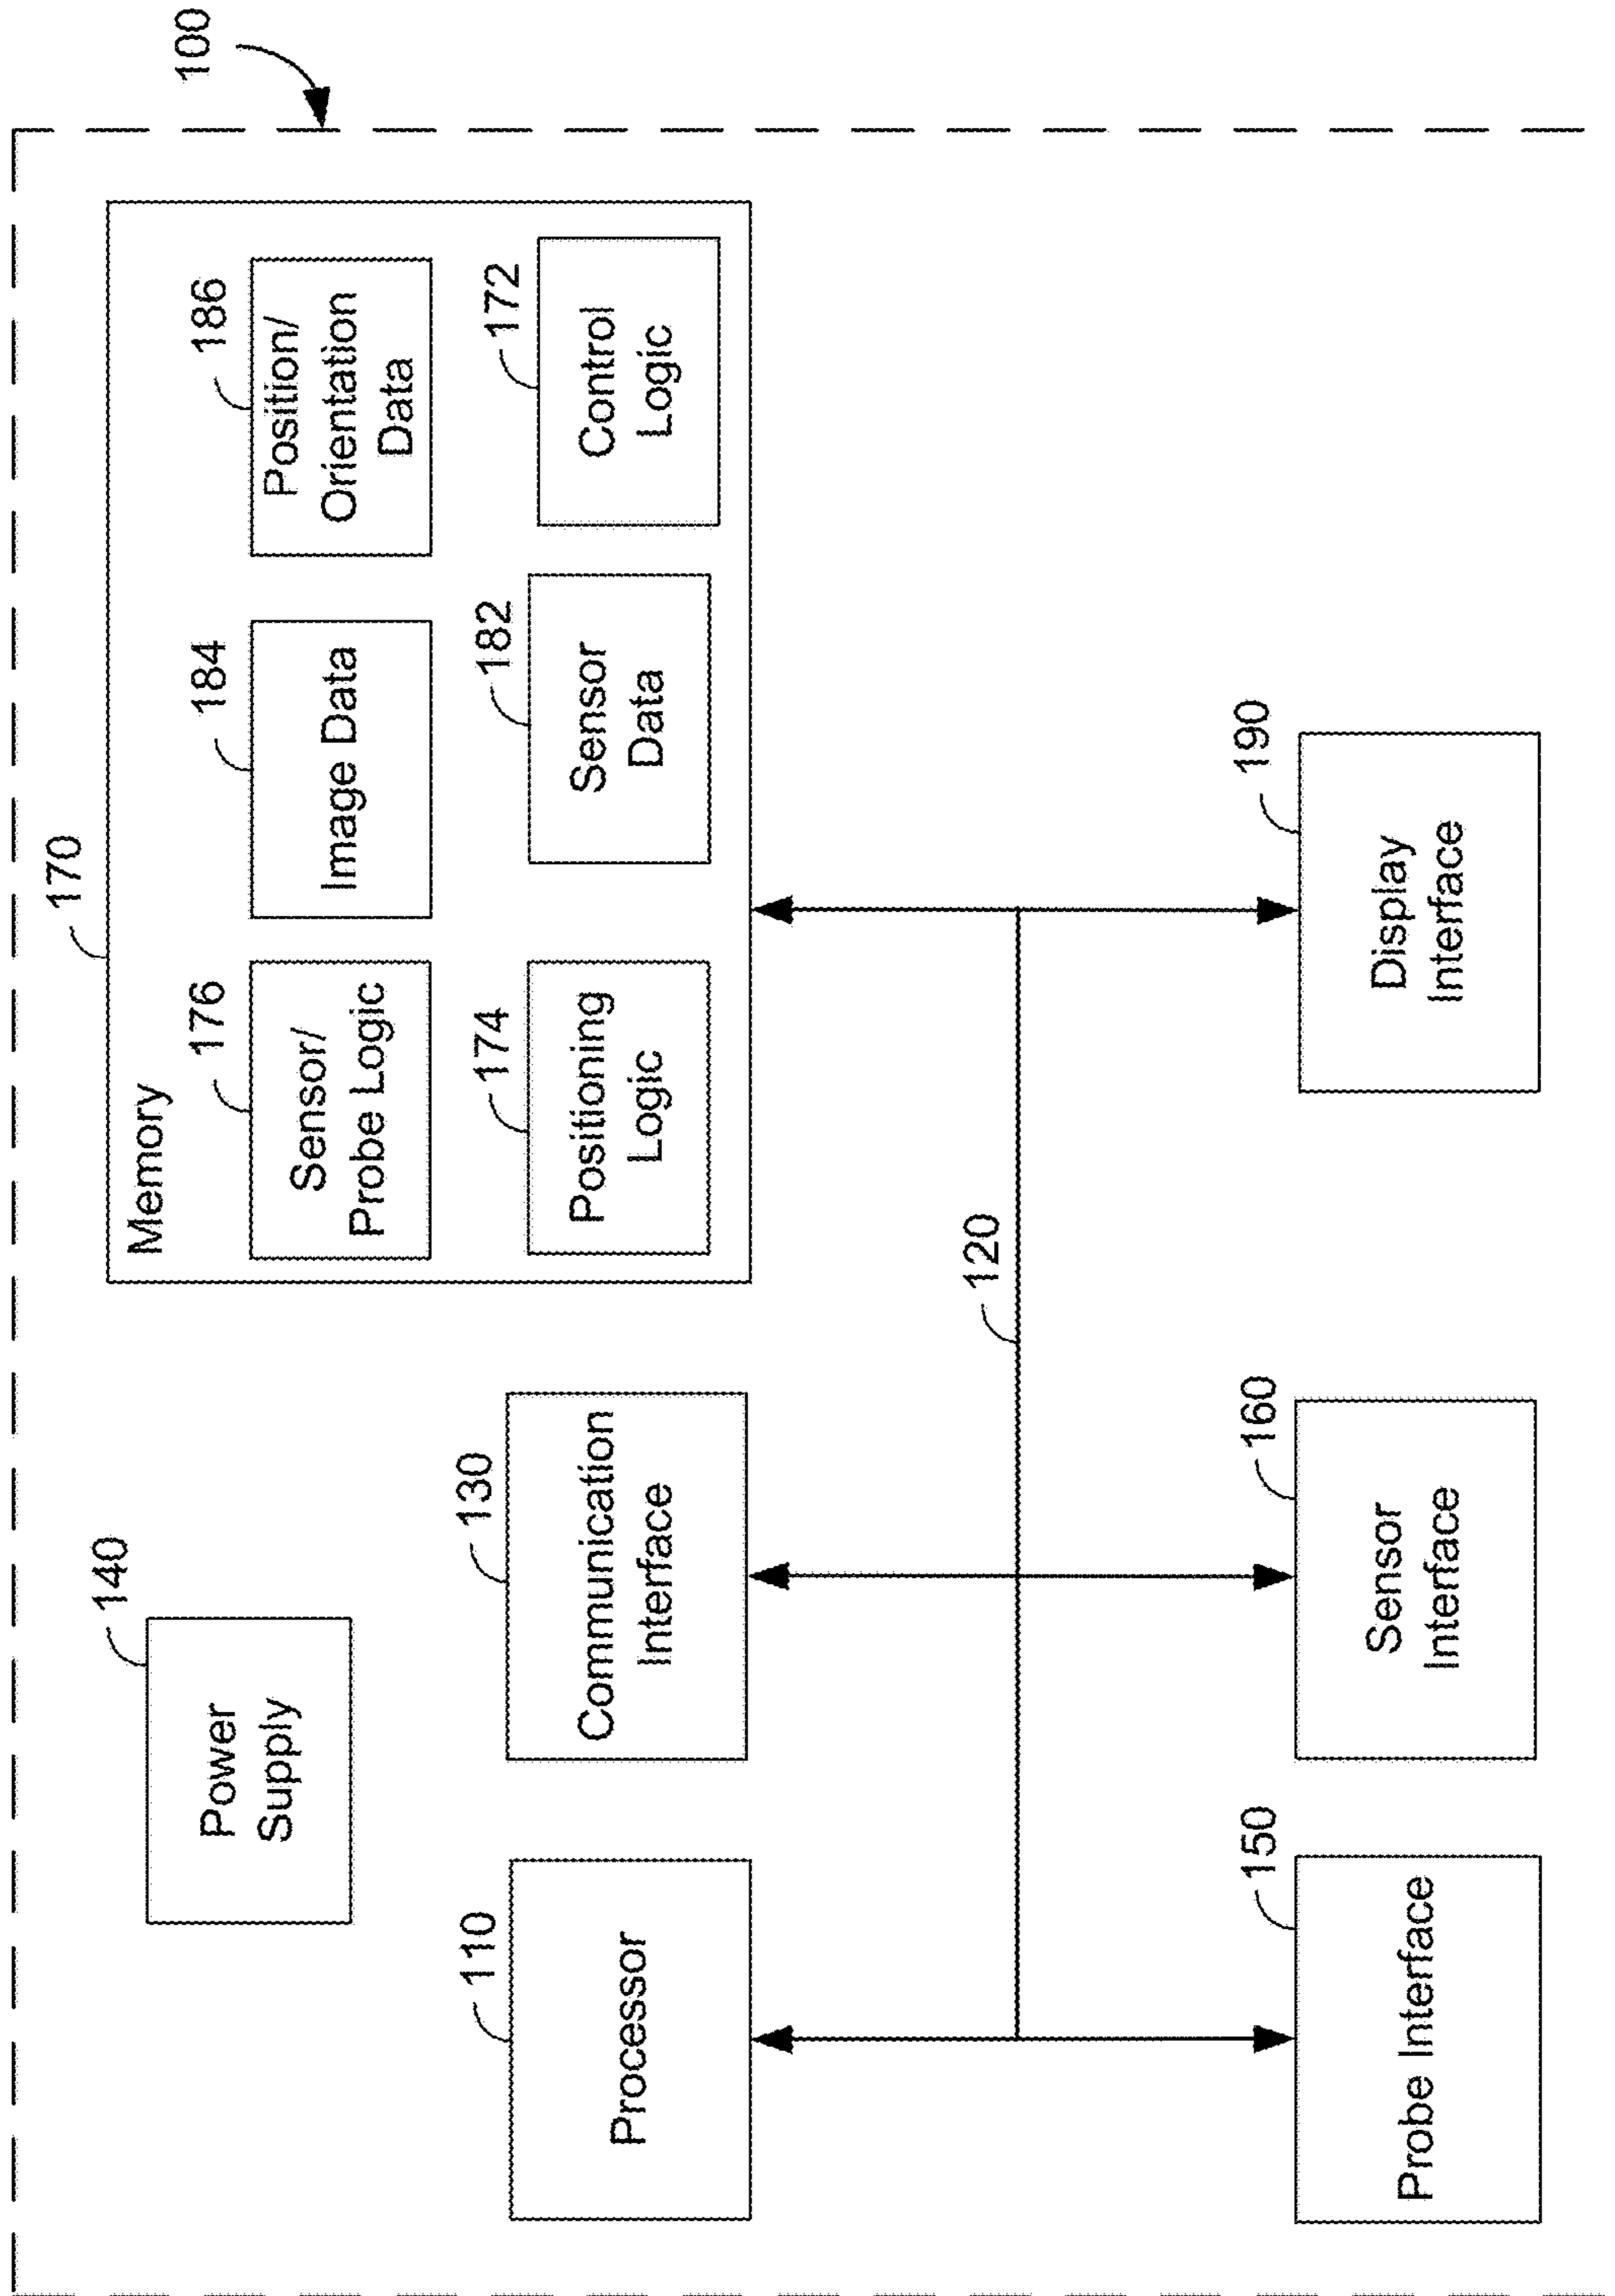 100
140
Power
Supply
170
Memory
176
Sensor/
Probe Logic
184
Image Data
186
Position/
Orientation
Data
174
Positioning
Logic
182
Sensor
Data
172
Control
Logic
110
Processor
130
Communication
Interface
120
150
Probe Interface
160
Sensor
Interface
190
Display
Interface